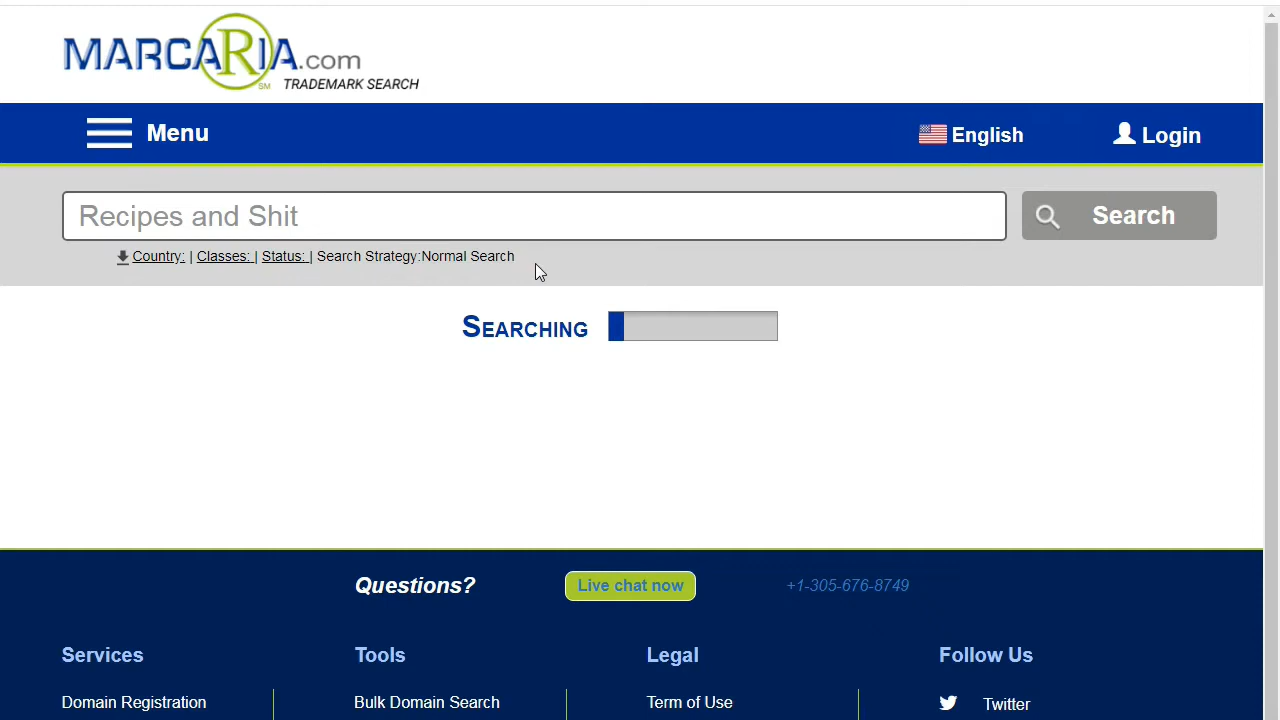 MARCARIA.com
SM
TRADEMARK SEARCH
Menu
English
Login
Recipes and Shit
Search
Country: | Classes: | Status: | Search Strategy:Normal Search
SEARCHING
Questions?
Live chat now
+1-305-676-8749
Services
Tools
Legal
Follow Us
Domain Registration
Bulk Domain Search
Term of Use
Twitter